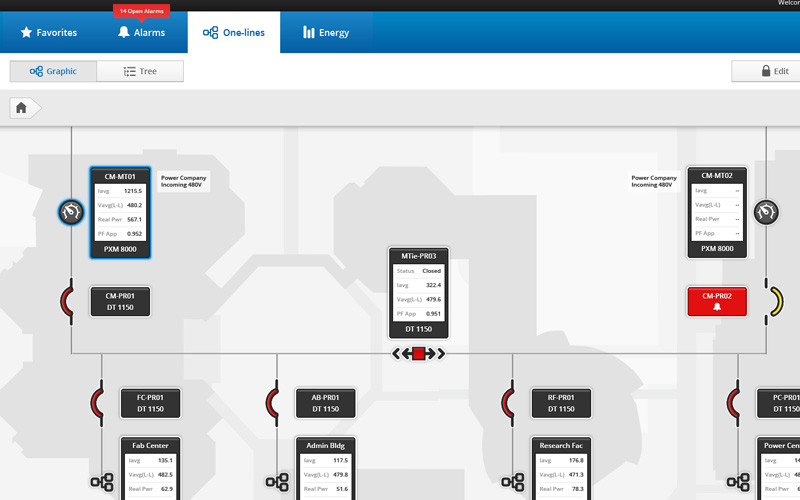 Welco
14 Open Alarms
Favorites
Alarms
One-lines
Energy
Graphic
Tree
Edit
CM-MT01
Iavg 1215.5
Vavg(L-L) 480.2
Real Pwr 567.1
PF App 0.952
PXM 8000
Power Company
Incoming 480V
Power Company
Incoming 480V
CM-MT02
Iavg --
Vavg(L-L) --
Real Pwr --
PF App --
PXM 8000
MTie-PR03
Status Closed
Iavg 322.4
Vavg(L-L) 479.6
PF App 0.951
DT 1150
CM-PR01
DT 1150
CM-PR02
FC-PR01
DT 1150
AB-PR01
DT 1150
RF-PR01
DT 1150
PC-PR01
DT 1150
Fab Center
Iavg 135.1
Vavg(L-L) 482.5
Real Pwr 62.9
Admin Bldg
Iavg 117.5
Vavg(L-L) 479.8
Real Pwr 51.6
Research Fac
Iavg 176.8
Vavg(L-L) 471.3
Real Pwr 78.3
Power Cen
Iavg 14
Vavg(L-L) 48
Real Pwr 6